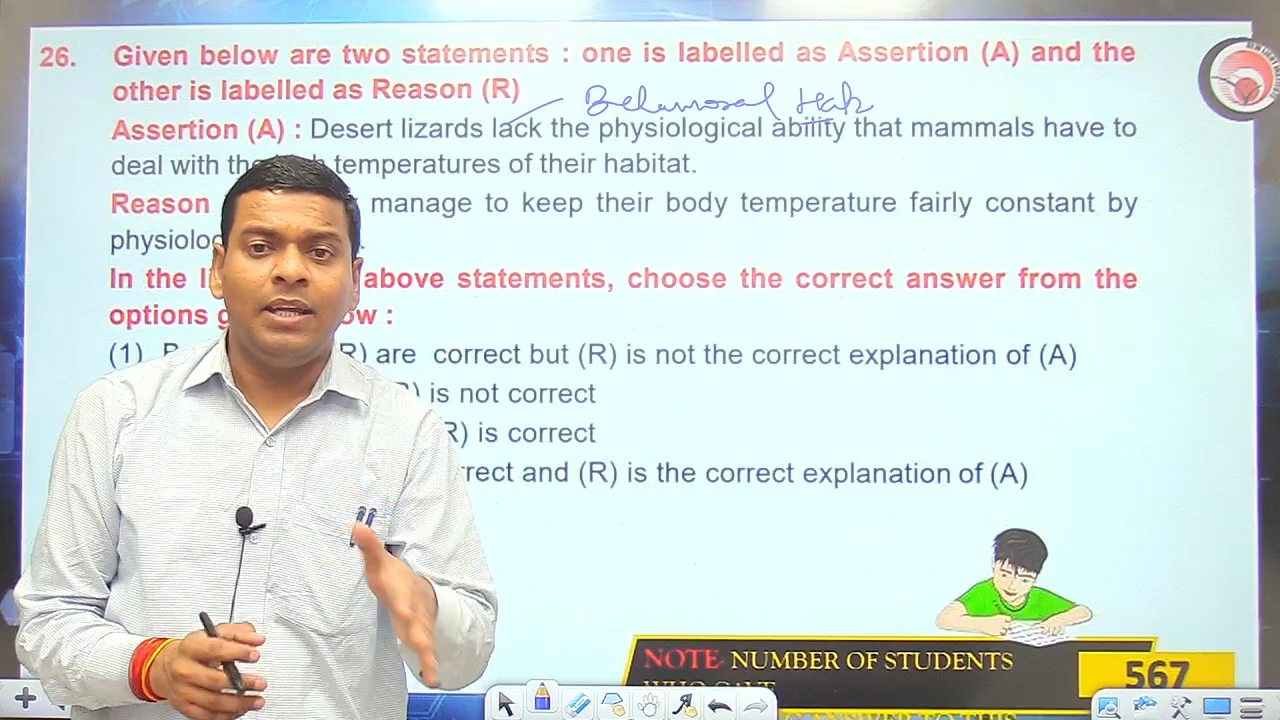 26. Given below are two statements : one is labelled as Assertion (A) and the
other is labelled as Reason (R)
Assertion (A) : Desert lizards lack the physiological ability that mammals have to
deal with the temperatures of their habitat.
Reason manage to keep their body temperature fairly constant by
In the above statements, choose the correct answer from the
options
(1) (R) are correct but (R) is not the correct explanation of (A)
is not correct
(R) is correct
and (R) is the correct explanation of (A)
NOTE NUMBER OF STUDENTS
567